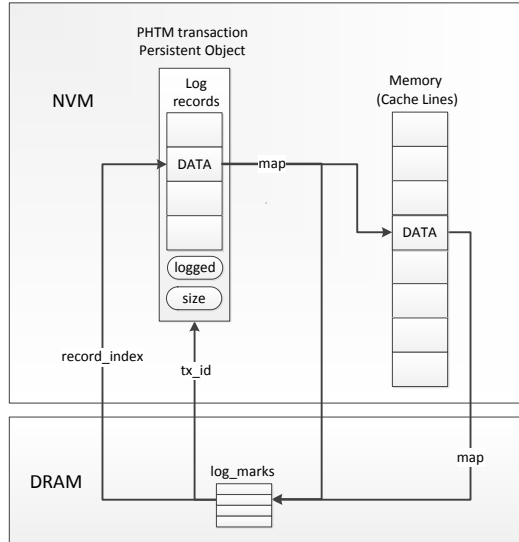 PHTM transaction
Persistent Object
NVM
Log
records
Memory
(Cache Lines)
DATA
map
DATA
logged
size
record_index
tx_id
map
log_marks
DRAM